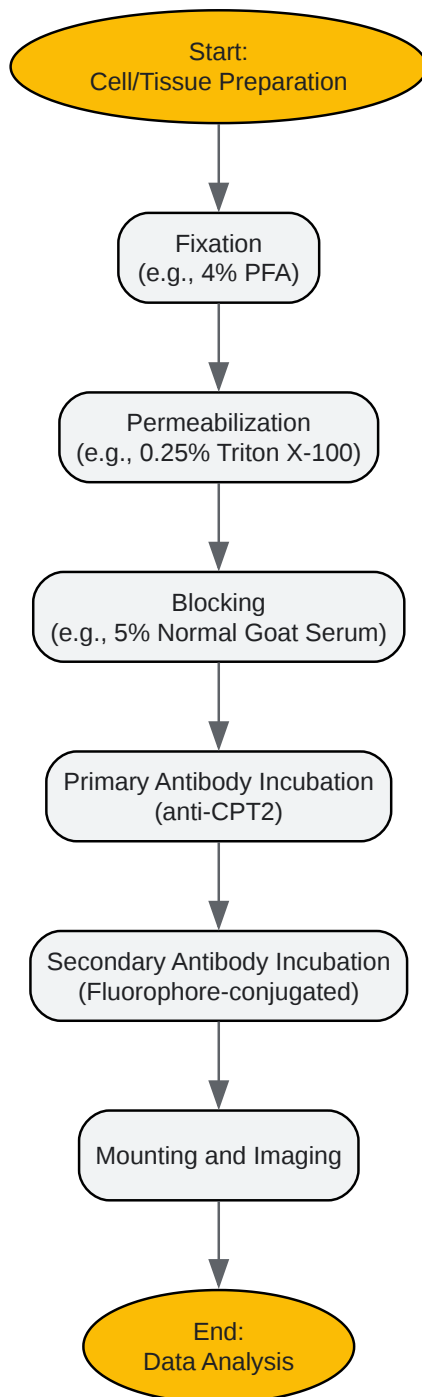 Start:
Cell/Tissue Preparation
Fixation
(e.g., 4% PFA)
Permeabilization
(e.g., 0.25% Triton X-100)
Blocking
(e.g., 5% Normal Goat Serum)
Primary Antibody Incubation
(anti-CPT2)
Secondary Antibody Incubation
(Fluorophore-conjugated)
Mounting and Imaging
End:
Data Analysis